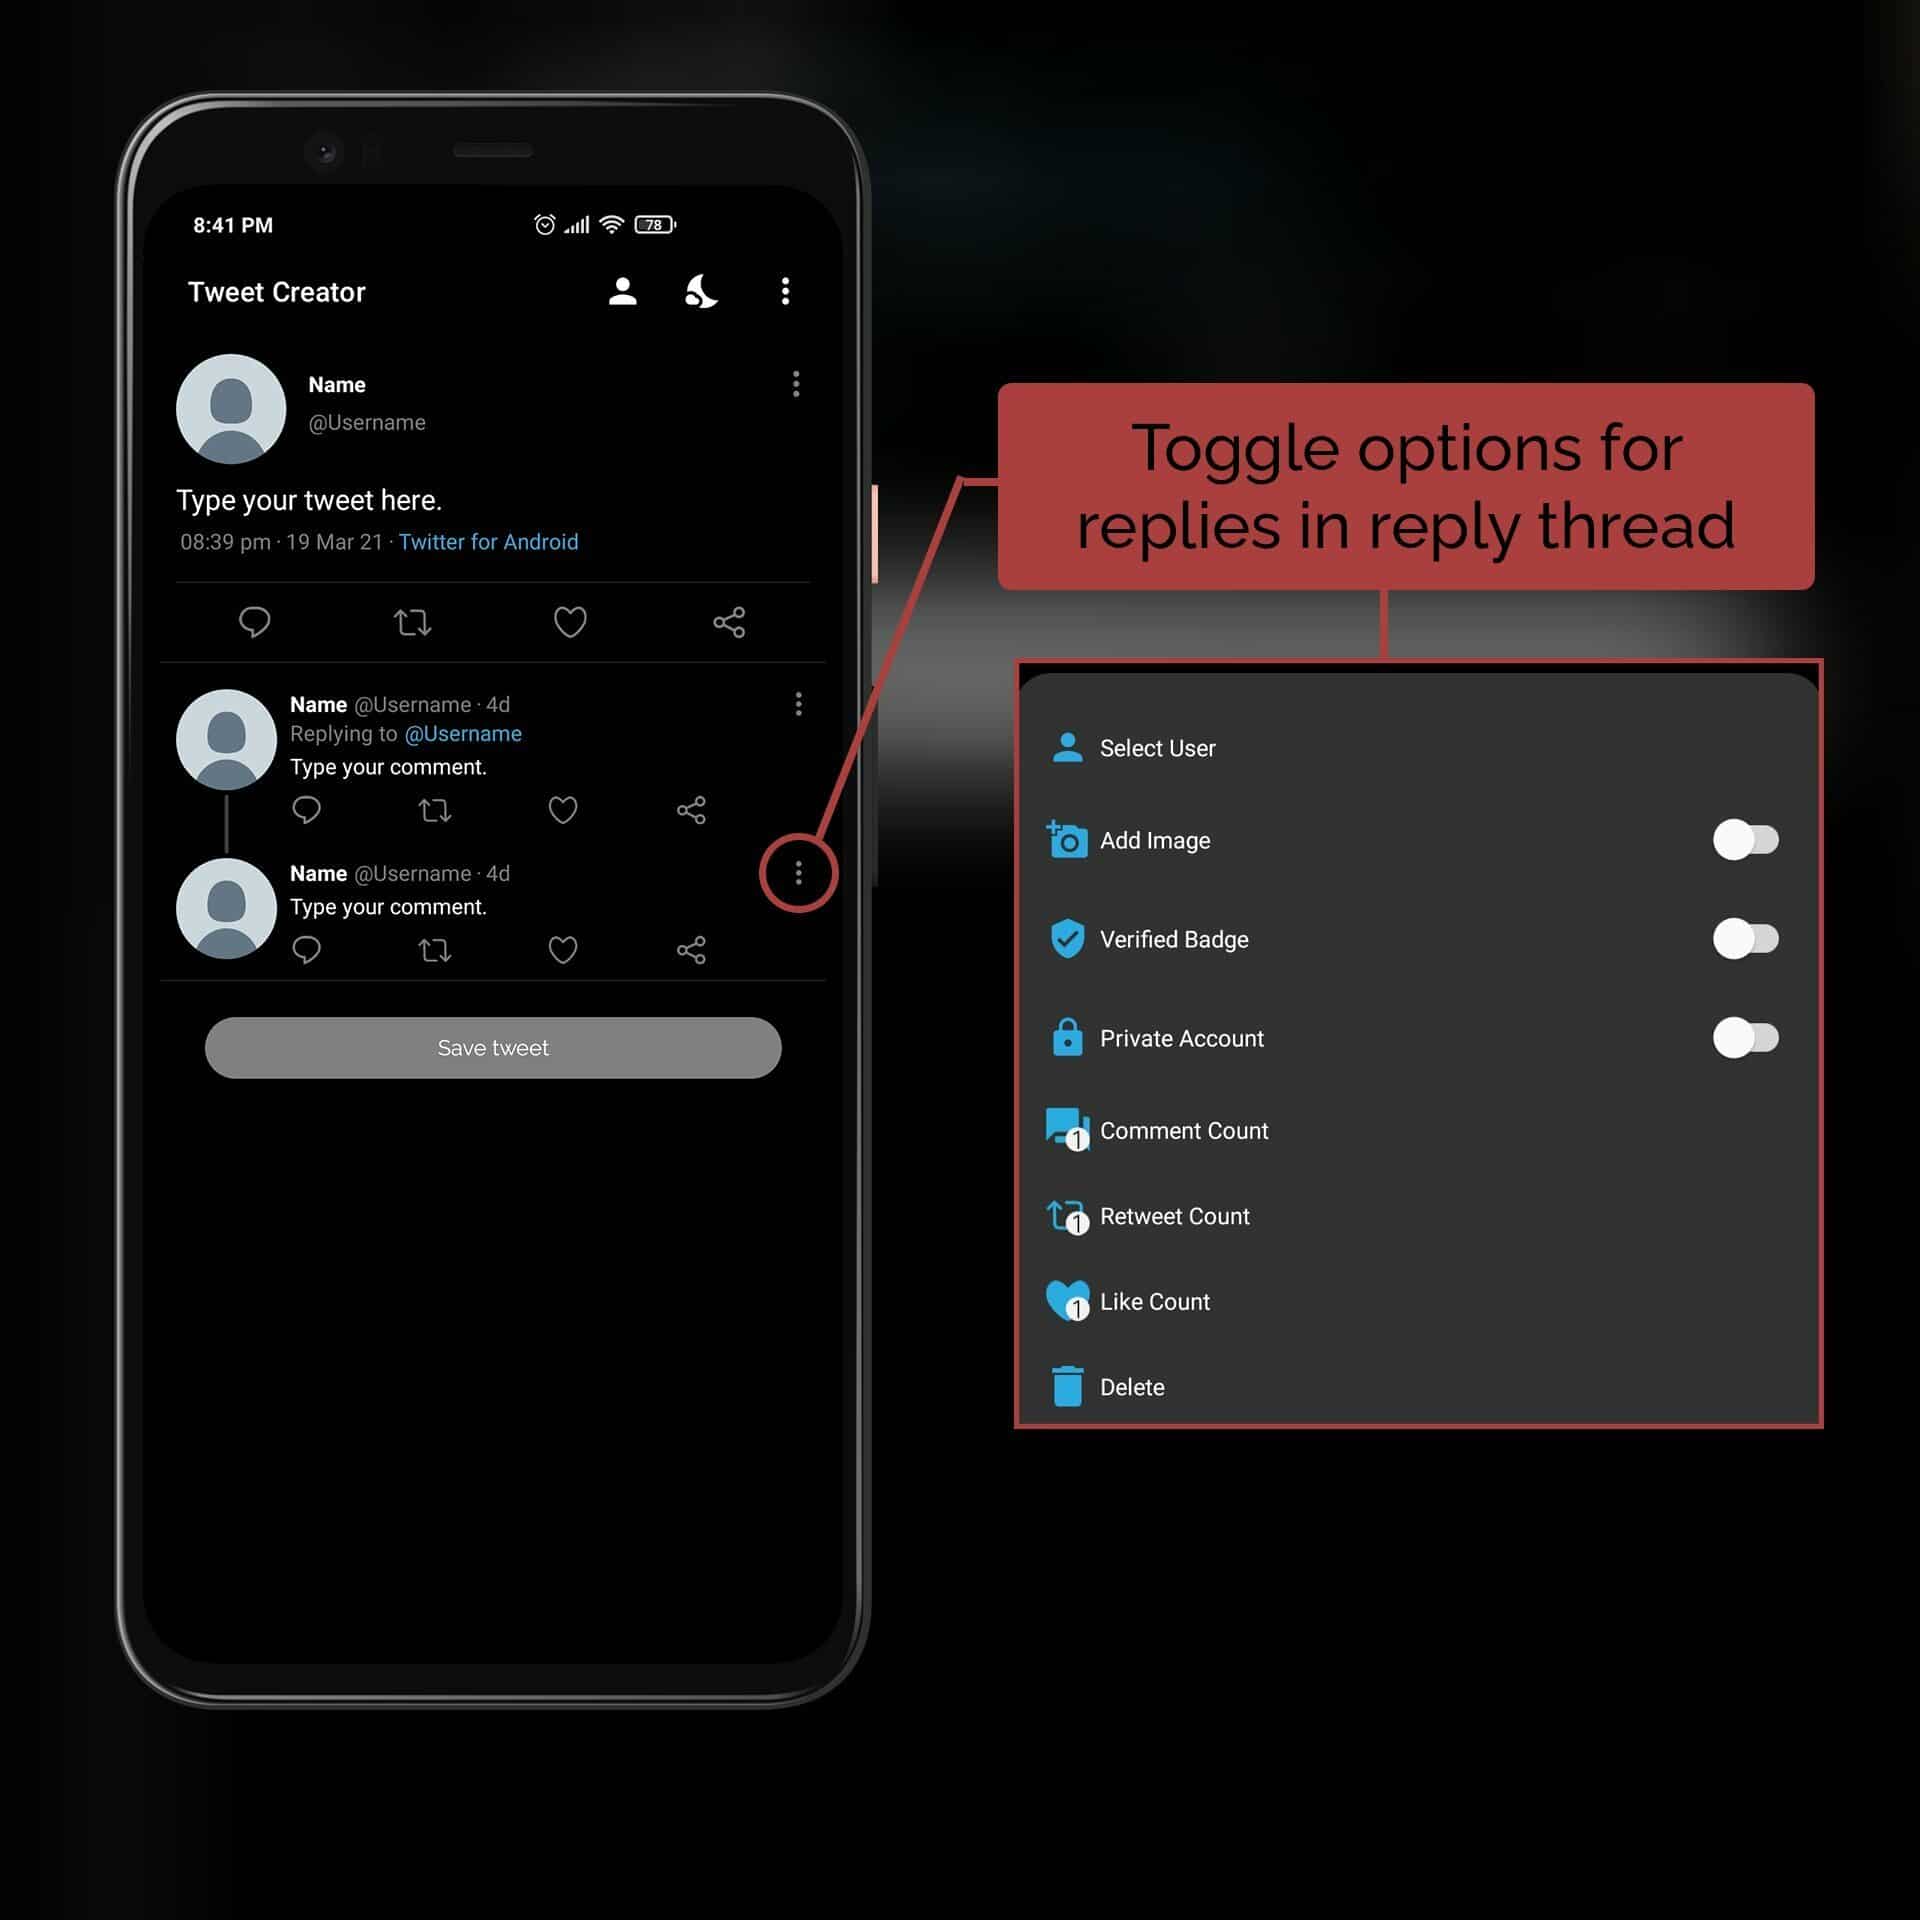 8:41 PM
78
Tweet Creator
Name
@Username
Type your tweet here.
08:39 pm · 19 Mar 21 · Twitter for Android
Name @Username · 4d
Replying to @Username
Type your comment.
Name @Username · 4d
Type your comment.
Save tweet
Toggle options for
replies in reply thread
Select User
Add Image
Verified Badge
Private Account
1
Comment Count
1
Retweet Count
1
Like Count
Delete